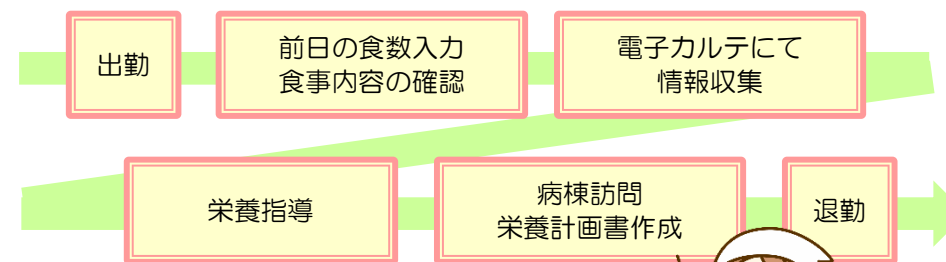 出勤
前日の食数入力
食事内容の確認
電子カルテにて
情報収集
栄養指導
病棟訪問
栄養計画書作成
退勤